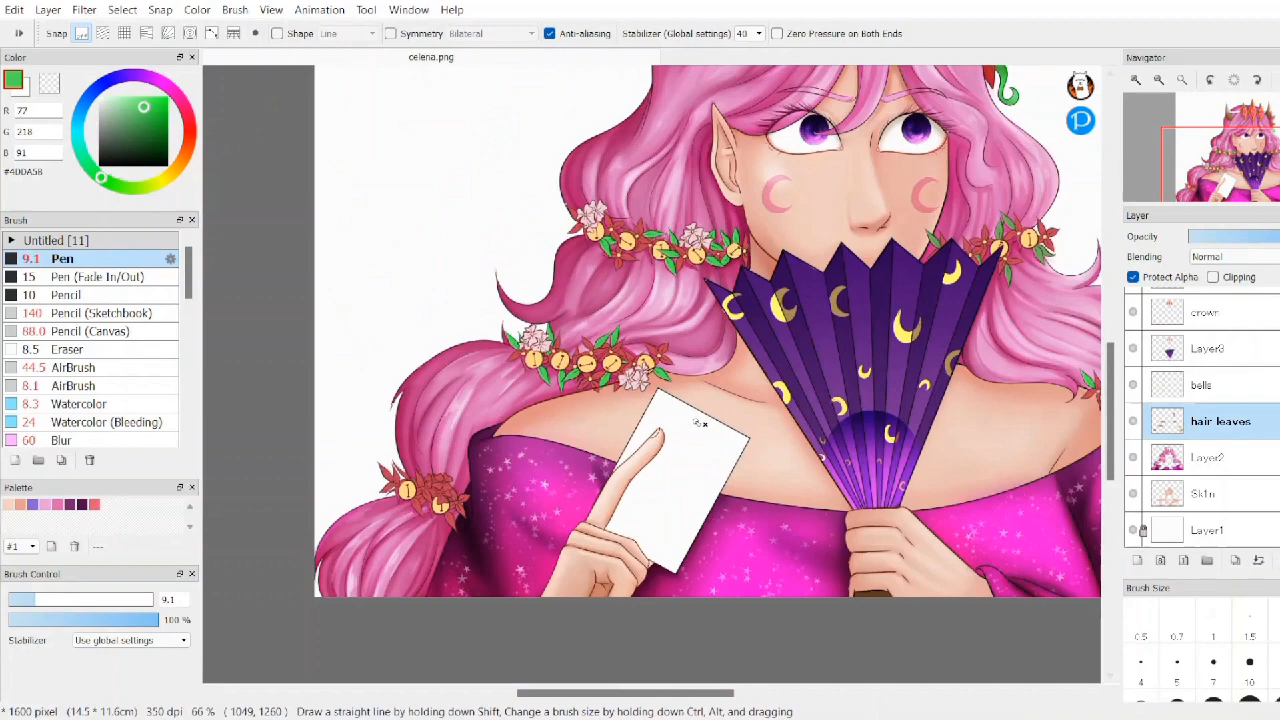 Edit Layer Filter Select Snap Color Brush View Animation Tool Window Help
Snap Shape Line Symmetry Bilateral Anti-aliasing Stabilizer (Global settings) 40 Zero Pressure on Both Ends
Color
celena.png
Navigator
R 77
G 218
B 91
#4DDA5B
Brush
Untitled [11]
9.1 Pen
15 Pen (Fade In/Out)
10 Pencil
140 Pencil (Sketchbook)
88.0 Pencil (Canvas)
8.5 Eraser
44.5 AirBrush
8.1 AirBrush
8.3 Watercolor
24 Watercolor (Bleeding)
60 Blur
Palette
#1
---
Brush Control
9.1
100 %
Stabilizer Use global settings
Layer
Opacity
Blending Normal
Protect Alpha Clipping
crown
Layer3
bells
hair leaves
Layer2
Sk1n
Layer1
Brush Size
0.5 0.7 1 1.5
4 5 7 10
* 1600 pixel (14.5 * 11.6cm) 350 dpi 66 % ( 1049, 1260 ) Draw a straight line by holding down Shift, Change a brushsize by holding down Ctrl, Alt, and dragging